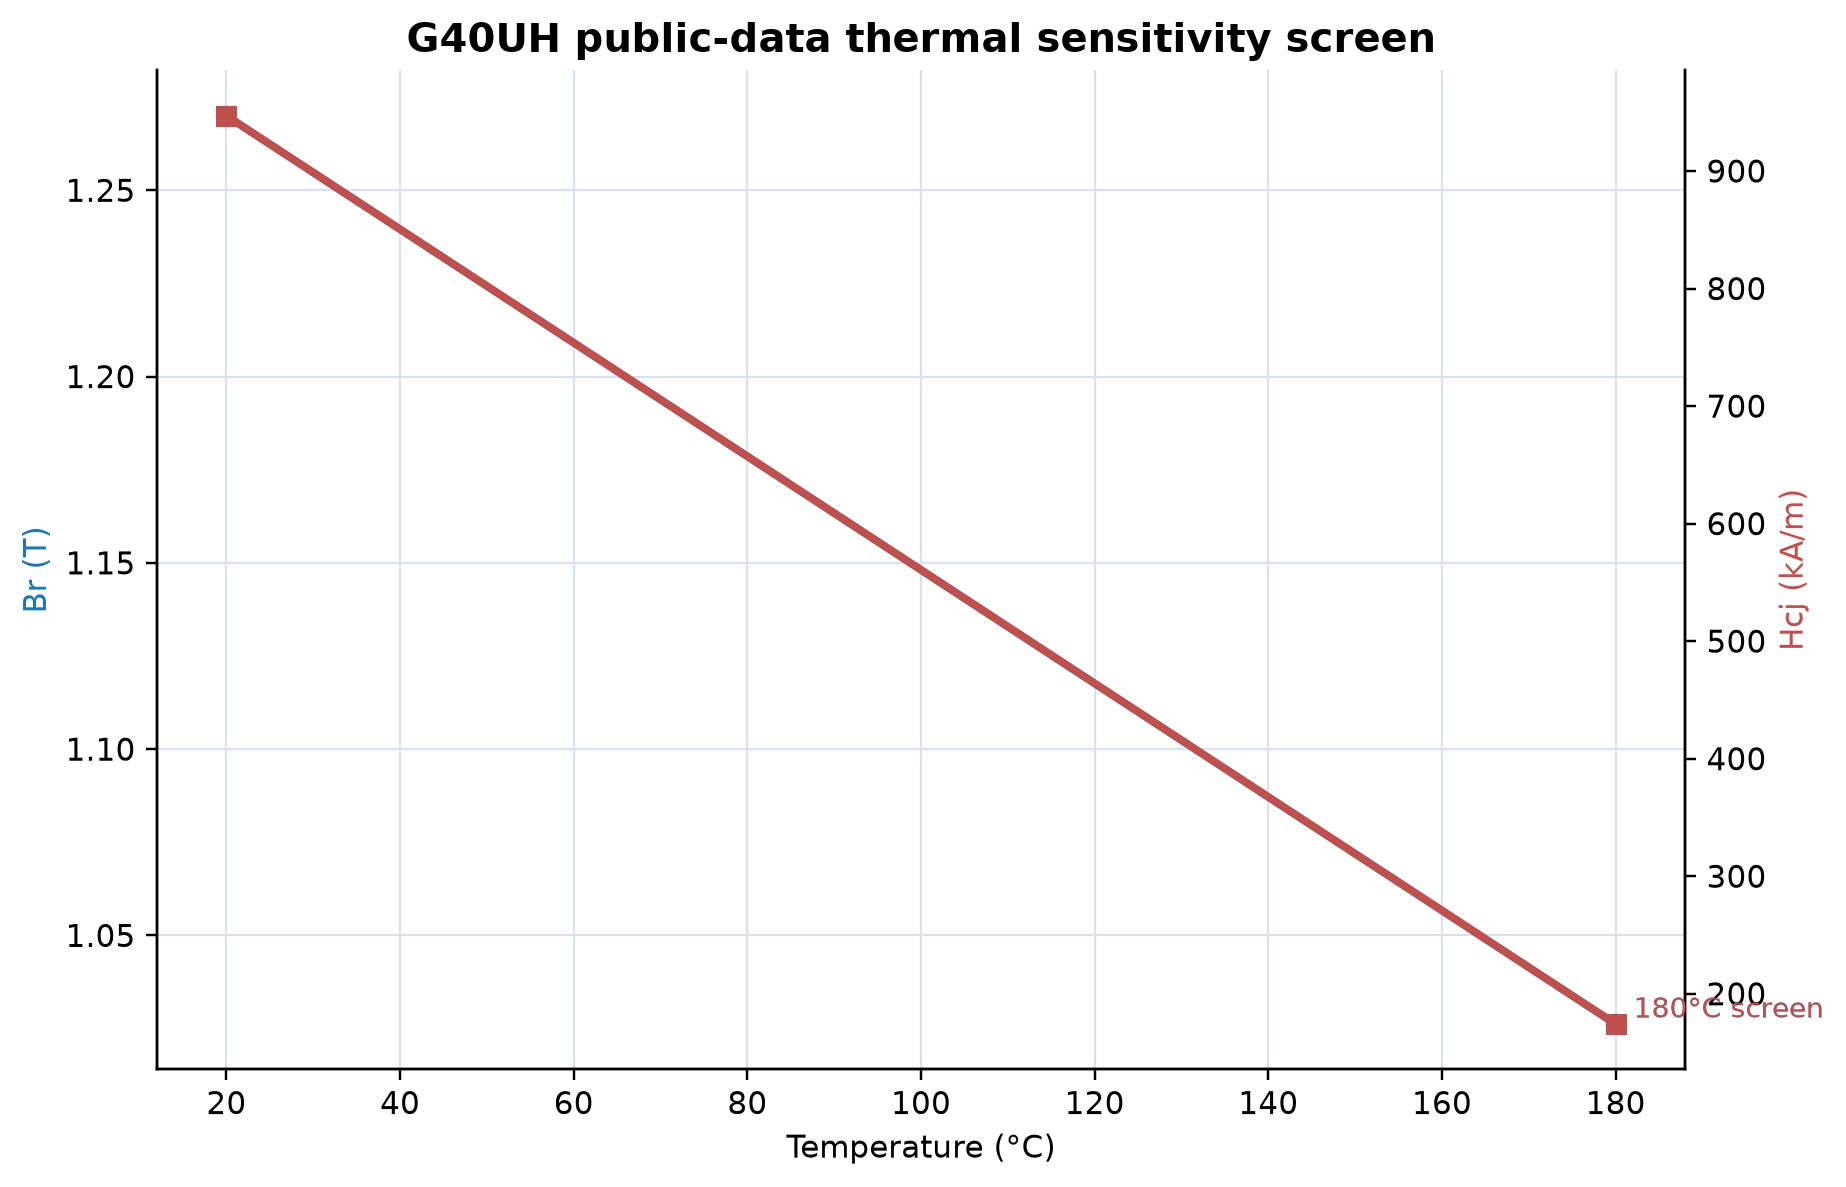 G40UH public-data thermal sensitivity screen
Br (T)
1.25
1.20
1.15
1.10
1.05
900
800
700
600
500
400
300
200
Hcj (kA/m)
180°C screen
20 40 60 80 100 120 140 160 180
Temperature (°C)